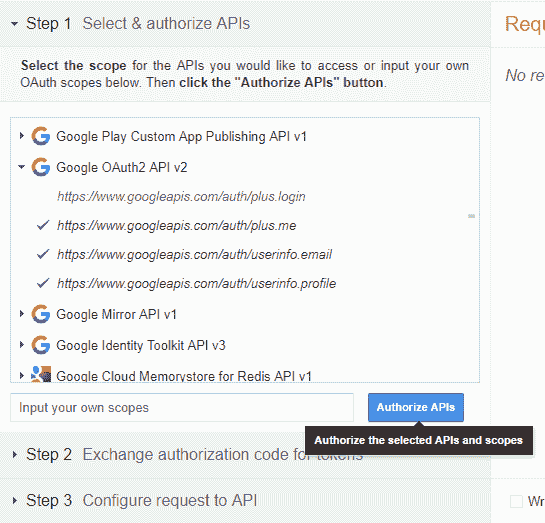 Step 1 Select & authorize APIs
Requ
Select the scope for the APIs you would like to access or input your own
OAuth scopes below. Then click the "Authorize APIs" button.
No re
Google Play Custom App Publishing API v1
Google OAuth2 API v2
https://www.googleapis.com/auth/plus.login
https://www.googleapis.com/auth/plus.me
https://www.googleapis.com/auth/userinfo.email
https://www.googleapis.com/auth/userinfo.profile
Google Mirror API v1
Google Identity Toolkit API v3
Google Cloud Memorystore for Redis API v1
Input your own scopes
Authorize APIs
Authorize the selected APIs and scopes
Step 2 Exchange authorization code for tokens
Step 3 Configure request to API
Wr